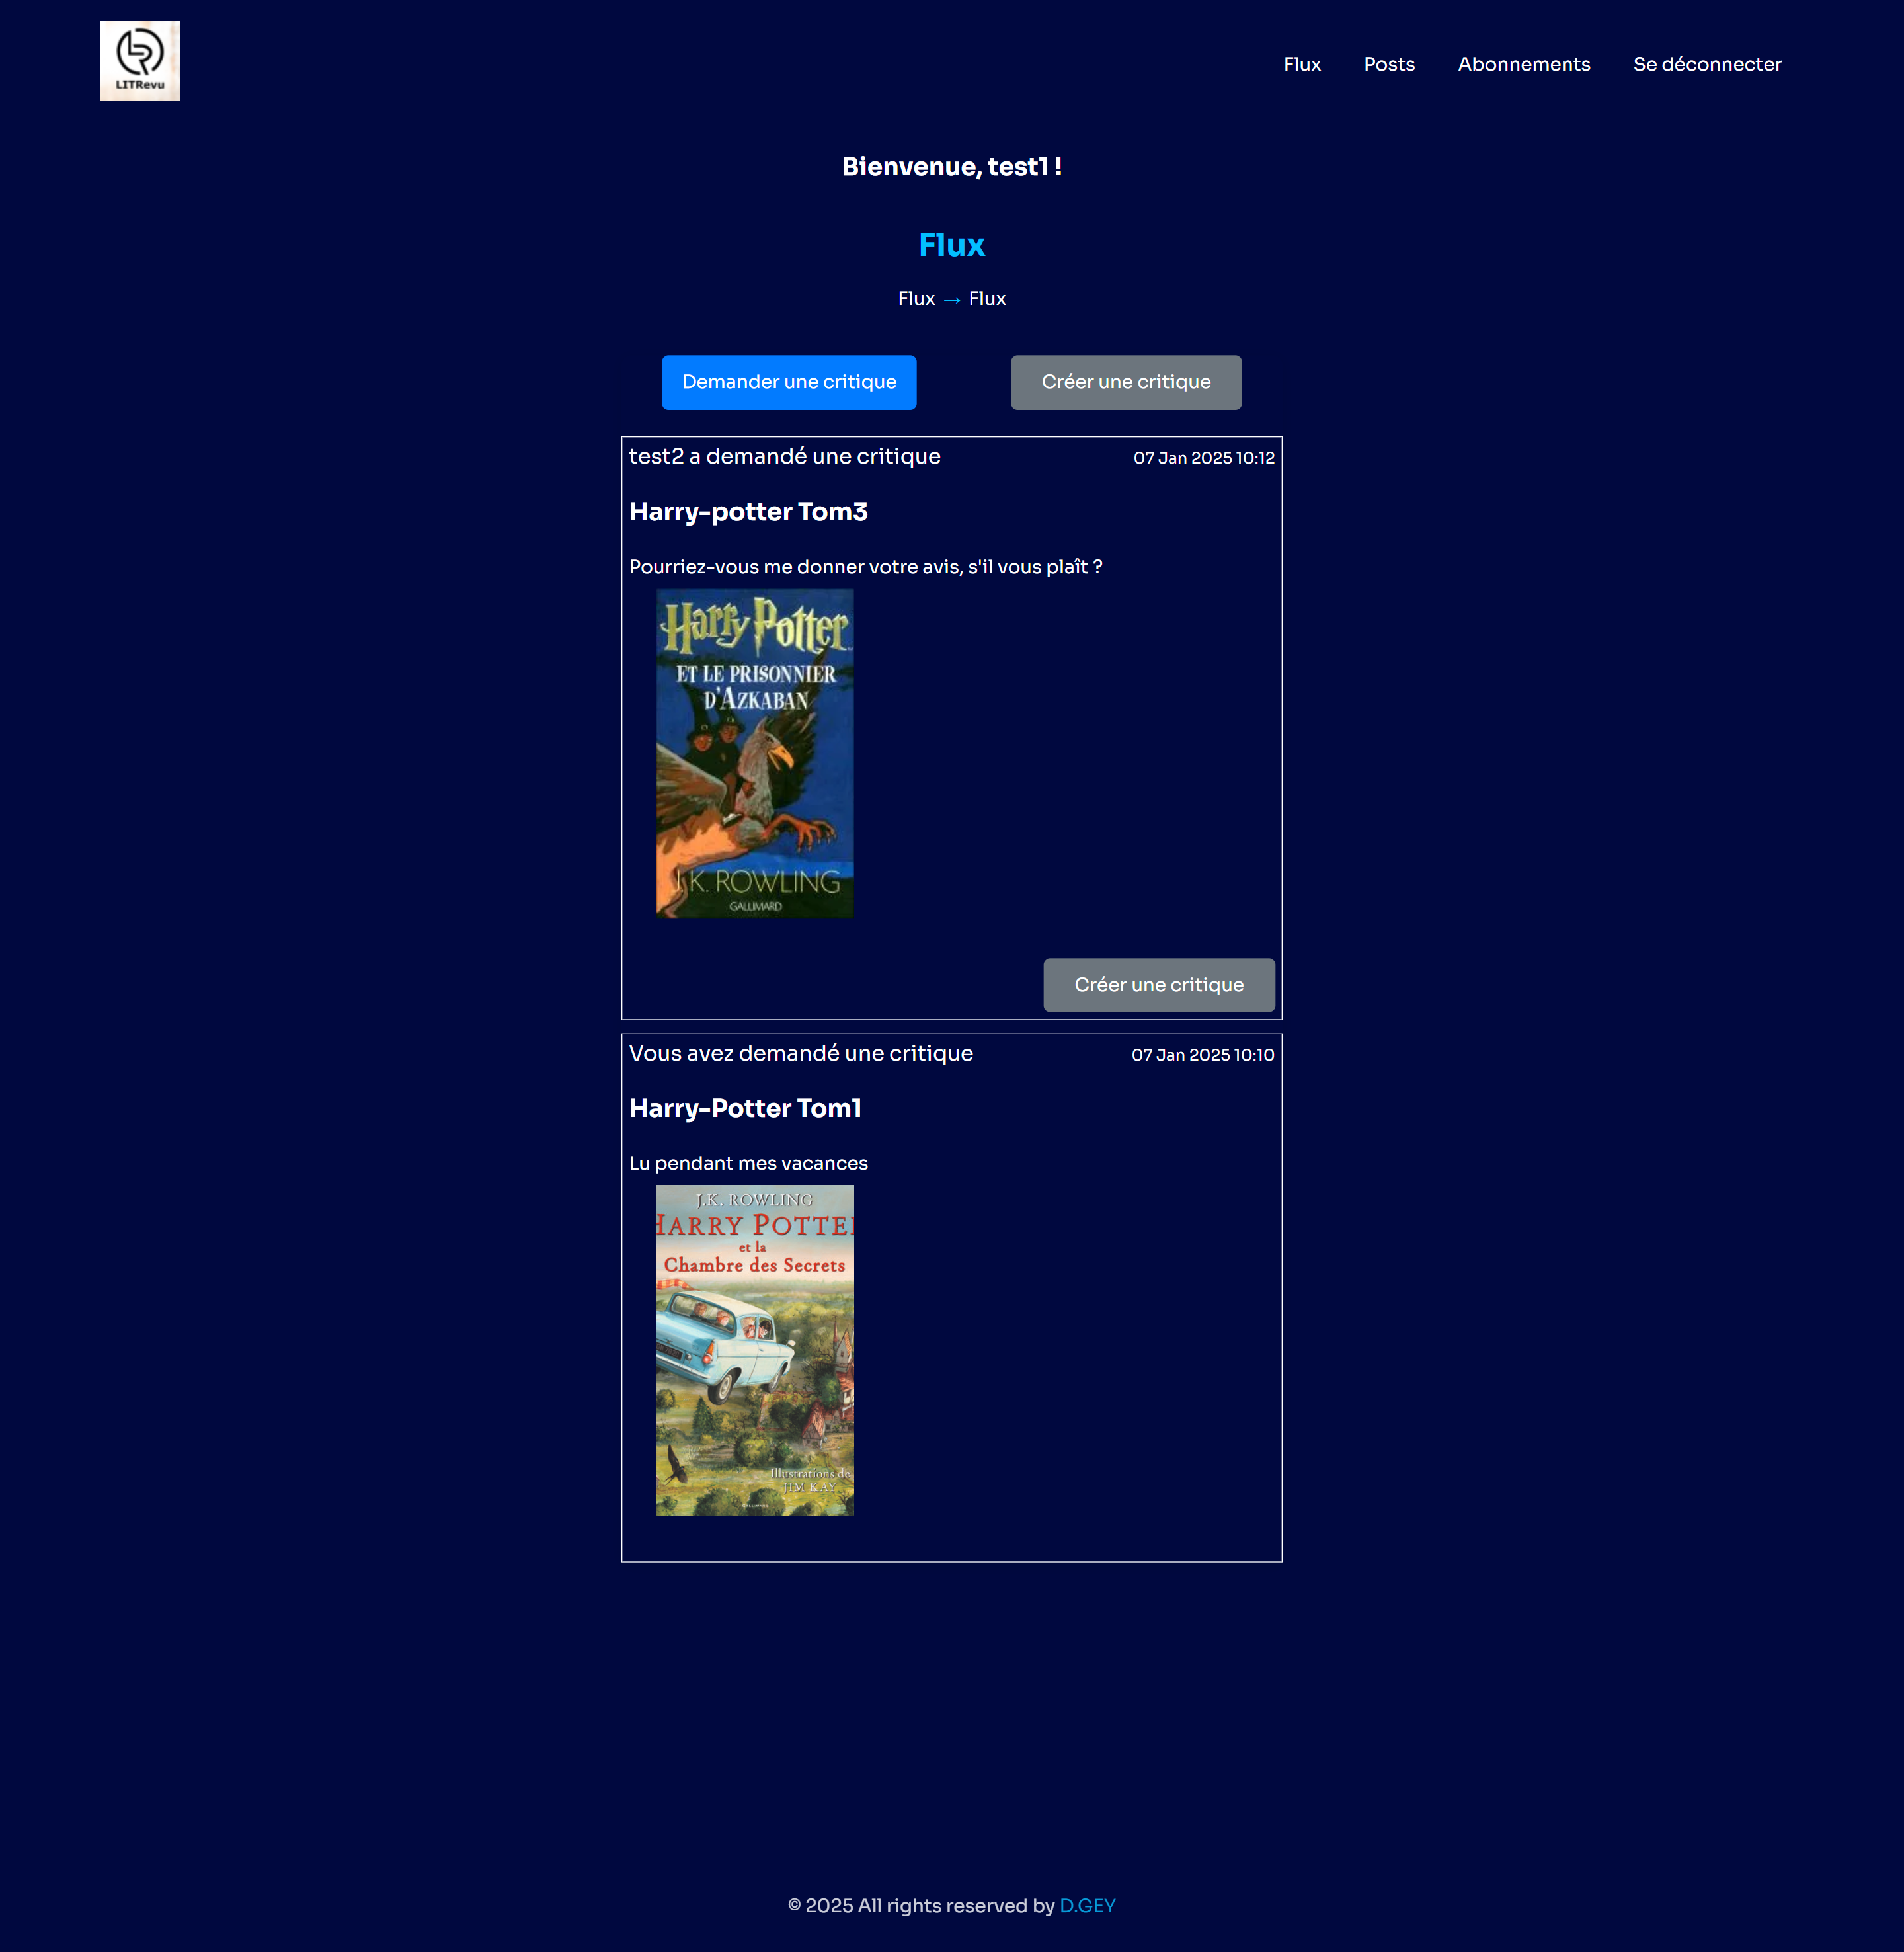 LITRevu
Flux Posts Abonnements Se déconnecter
Bienvenue, test1 !
Flux
Flux → Flux
Demander une critique Créer une critique
test2 a demandé une critique 07 Jan 2025 10:12
Harry-potter Tom3
Pourriez-vous me donner votre avis, s'il vous plaît ?
Harry Potter
ET LE PRISONNIER
D'AZKABAN
J.K. ROWLING
GALLIMARD
Créer une critique
Vous avez demandé une critique 07 Jan 2025 10:10
Harry-Potter Tom1
Lu pendant mes vacances
J.K. ROWLING
HARRY POTTER
et la
Chambre des Secrets
Illustrations de
JIM KAY
© 2025 All rights reserved by D.GEY